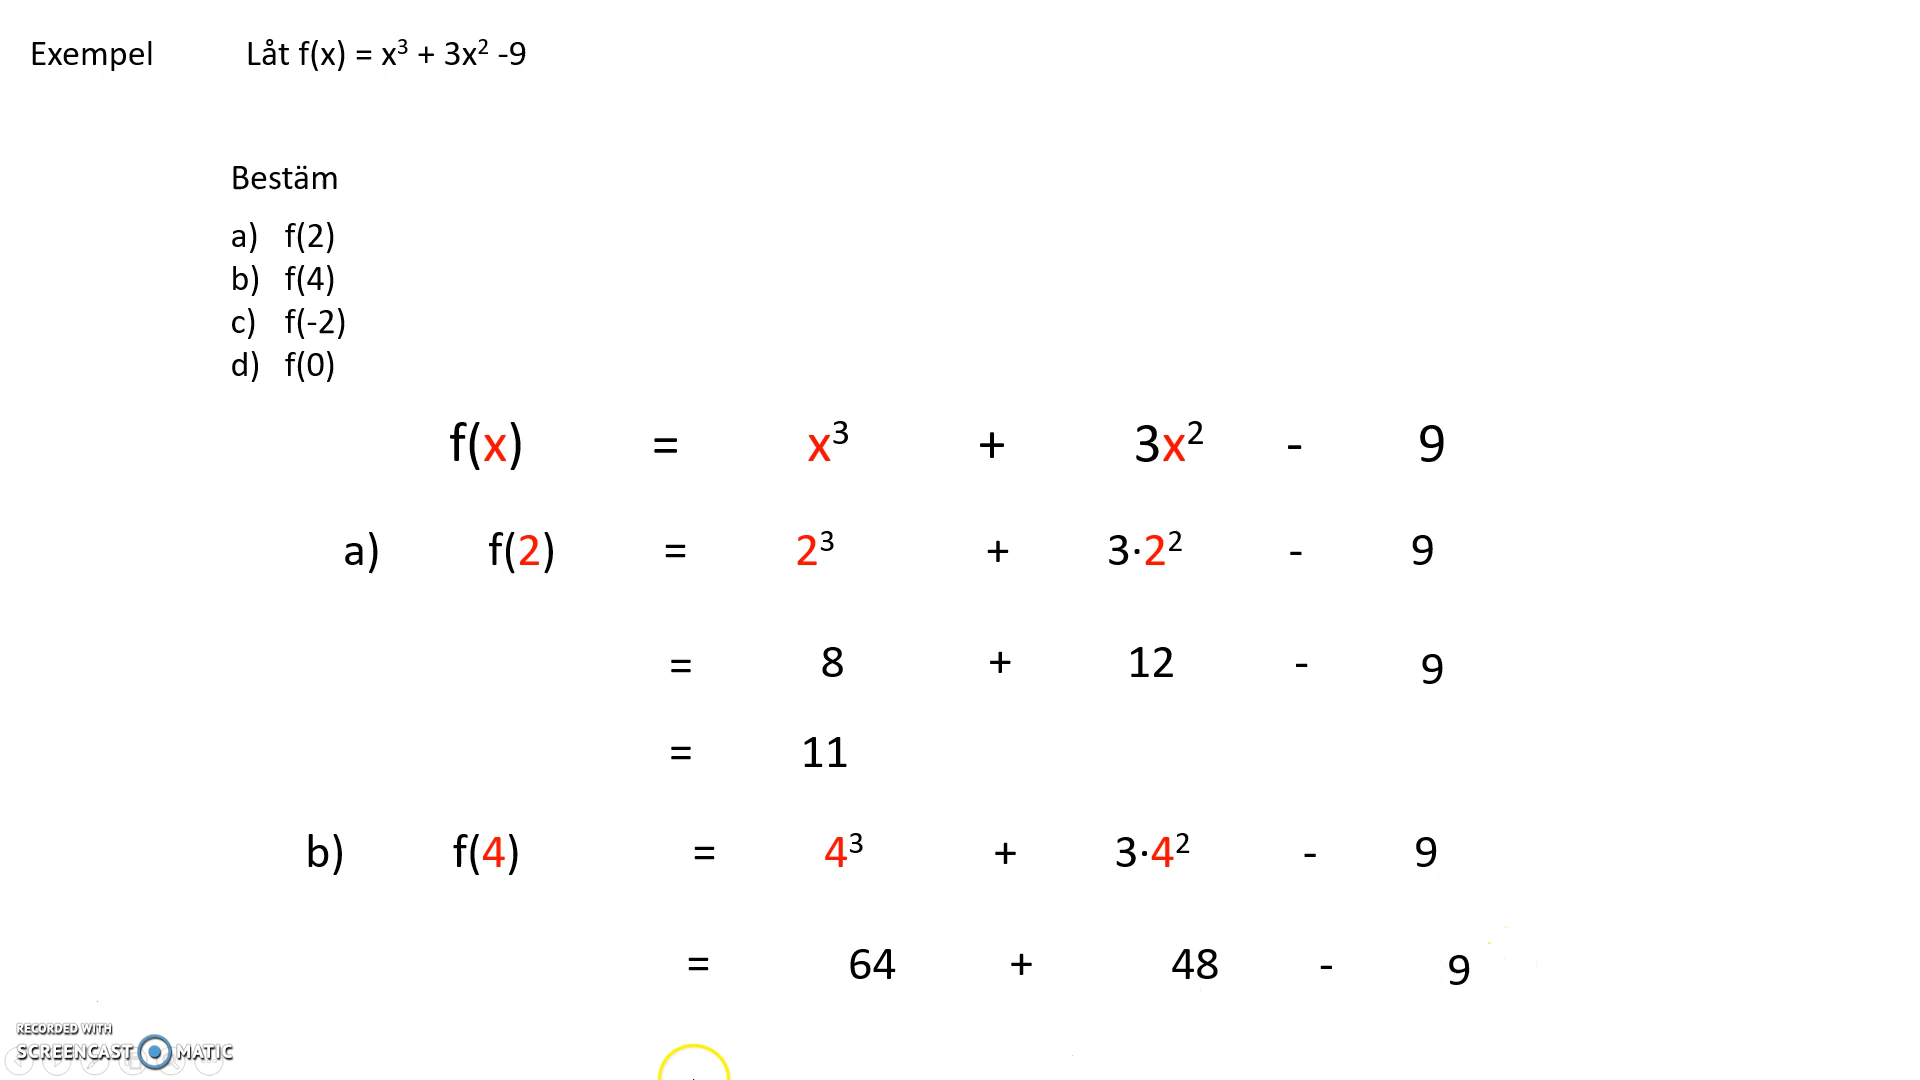 Exempel Låt f(x) = x³ + 3x² -9
Bestäm
a) f(2)
b) f(4)
c) f(-2)
d) f(0)
f(x) = x³ + 3x² - 9
a) f(2) = 2³ + 3·2² - 9
= 8 + 12 - 9
= 11
b) f(4) = 4³ + 3·4² - 9
= 64 + 48 - 9
RECORDED WITH
SCREENCAST MATIC